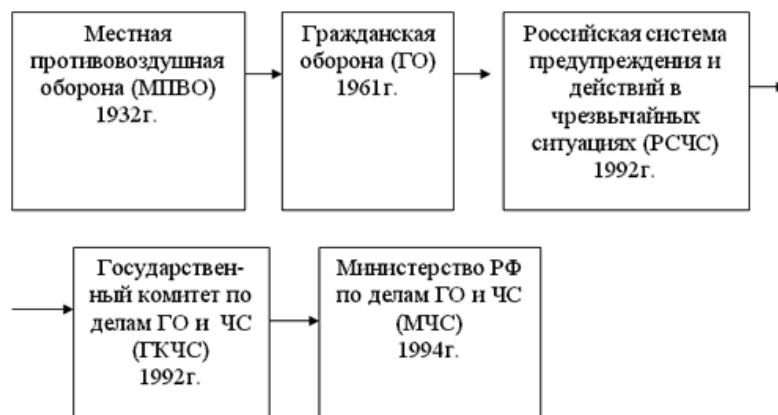 Местная
противовоздушная
оборона (МПВО)
1932г.
Гражданская
оборона (ГО)
1961г.
Российская система
предупреждения и
действий в
чрезвычайных
ситуациях (РСЧС)
1992г.
Государствен-
ный комитет по
делам ГО и ЧС
(ГКЧС)
1992г.
Министерство РФ
по делам ГО и ЧС
(МЧС)
1994г.